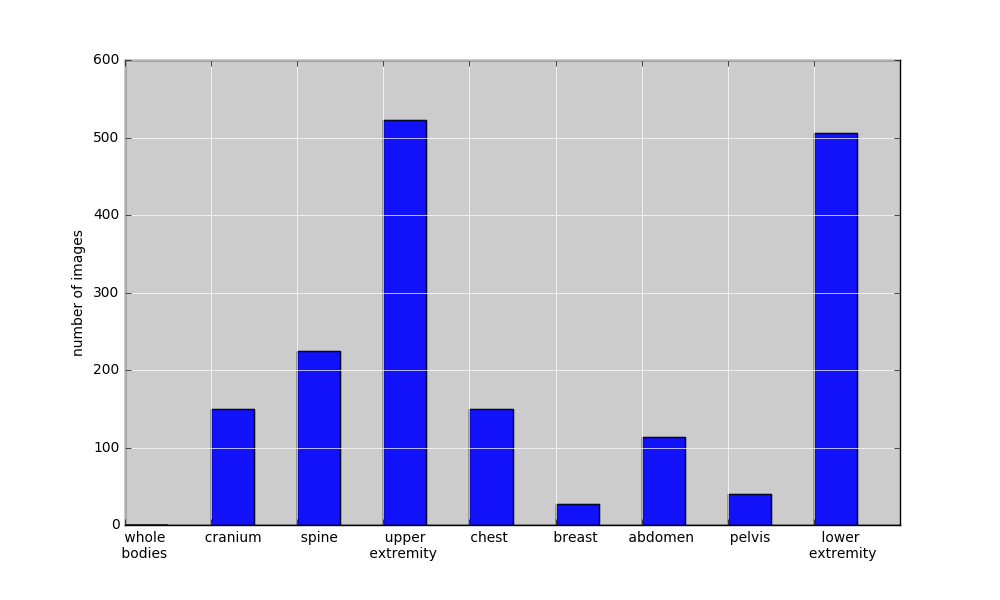 600
500
400
300
200
100
0
number of images
whole
bodies
cranium
spine
upper
extremity
chest
breast
abdomen
pelvis
lower
extremity